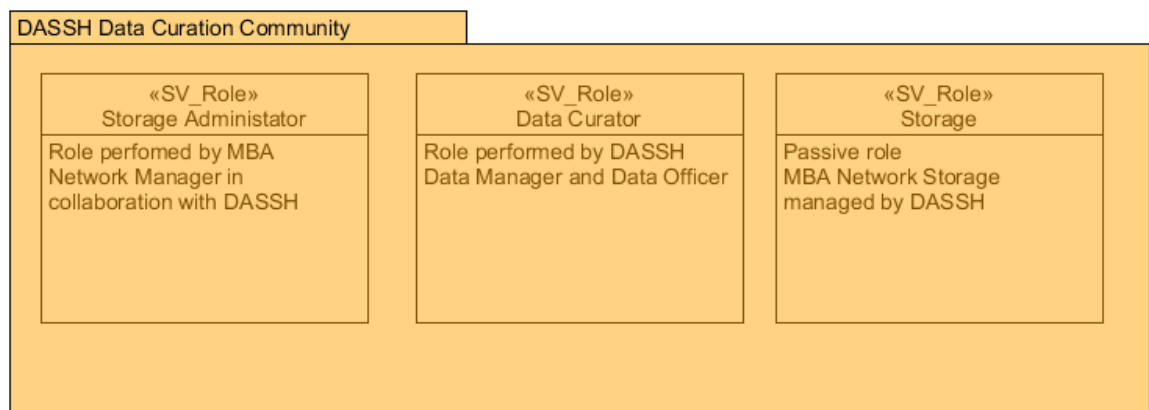 DASSH Data Curation Community
«SV_Role»
Storage Administator
Role perfomed by MBA
Network Manager in
collaboration with DASSH
«SV_Role»
Data Curator
Role performed by DASSH
Data Manager and Data Officer
«SV_Role»
Storage
Passive role
MBA Network Storage
managed by DASSH